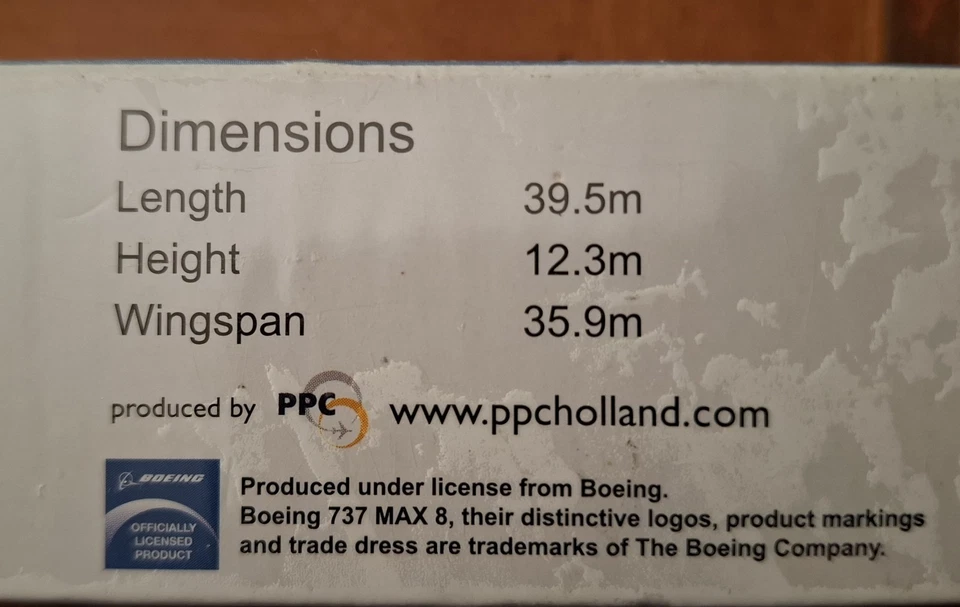 Dimensions
Length 39.5m
Height 12.3m
Wingspan 35.9m
produced by PPC www.ppcholland.com
BOEING
OFFICIALLY
LICENSED
PRODUCT
Produced under license from Boeing.
Boeing 737 MAX 8, their distinctive logos, product markings
and trade dress are trademarks of The Boeing Company.